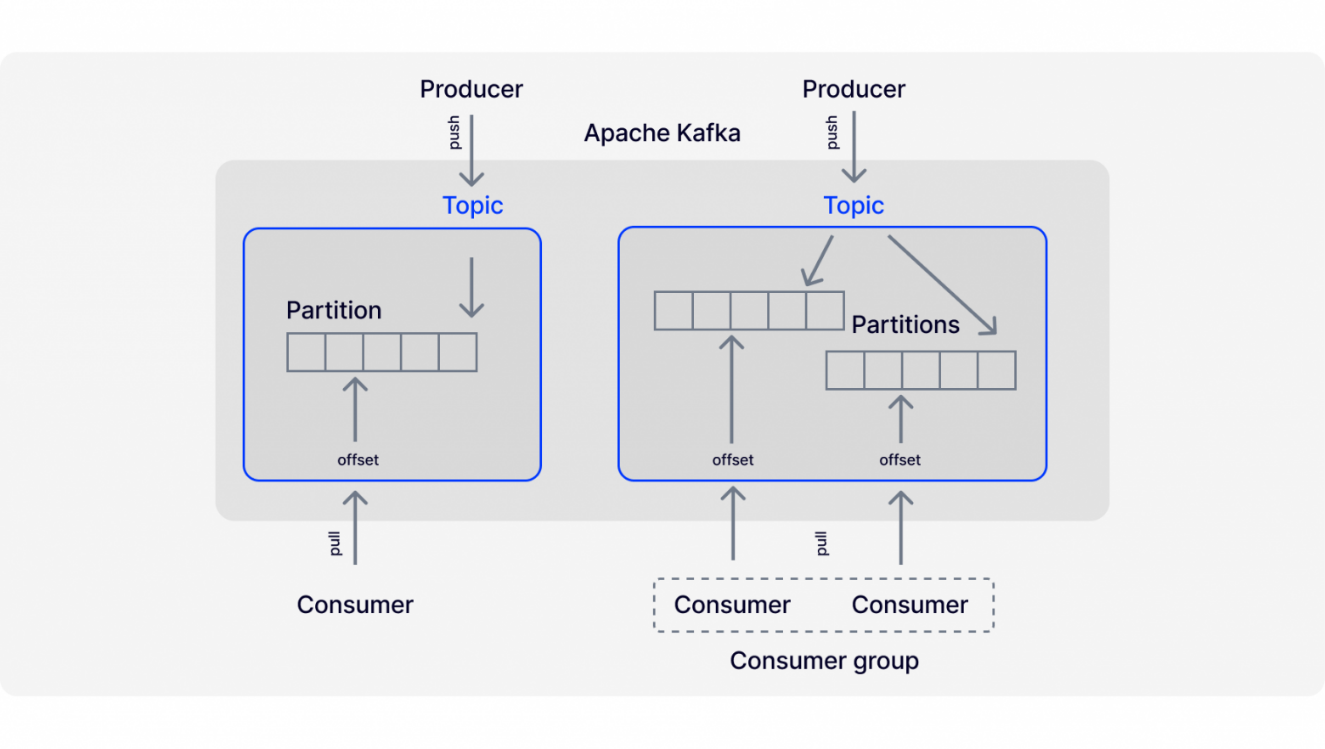 Producer
Producer
push
push
Apache Kafka
Topic
Topic
Partition
Partitions
offset
offset
offset
pull
pull
Consumer
Consumer
Consumer
Consumer group